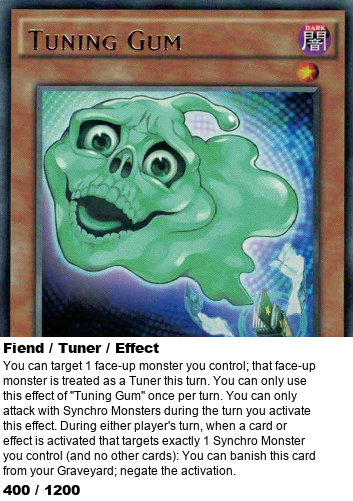 TUNING GUM
DARK
闇
Fiend / Tuner / Effect
You can target 1 face-up monster you control; that face-up
monster is treated as a Tuner this turn. You can only use
this effect of "Tuning Gum" once per turn. You can only
attack with Synchro Monsters during the turn you activate
this effect. During either player's turn, when a card or
effect is activated that targets exactly 1 Synchro Monster
you control (and no other cards): You can banish this card
from your Graveyard; negate the activation.
400 / 1200